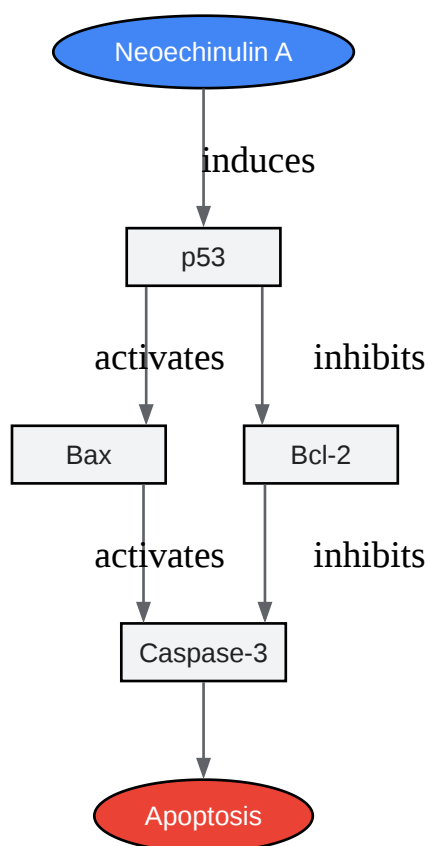 Neoechinulin A
induces
p53
activates
inhibits
Bax
Bcl-2
activates
inhibits
Caspase-3
Apoptosis